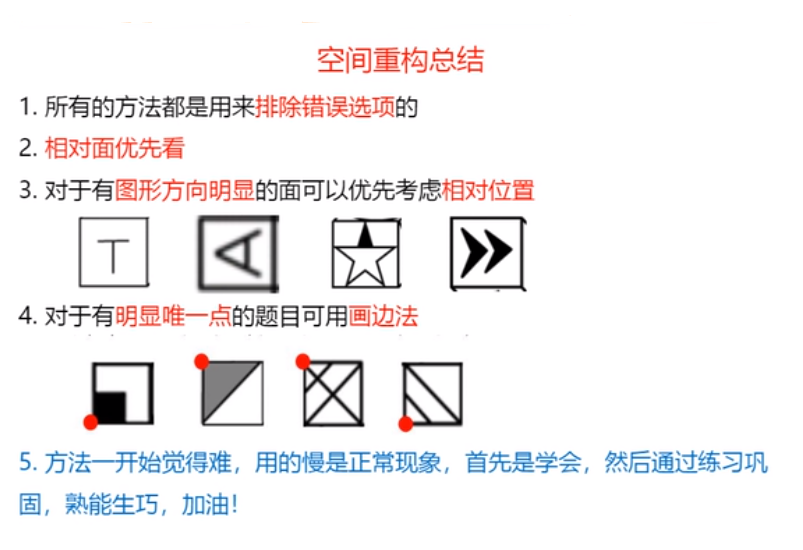 空间重构总结
1. 所有的方法都是用来排除错误选项的
2. 相对面优先看
3. 对于有图形方向明显的面可以优先考虑相对位置
T A
4. 对于有明显唯一点的题目可用画边法
5. 方法一开始觉得难，用的慢是正常现象，首先是学会，然后通过练习巩
固，熟能生巧，加油！